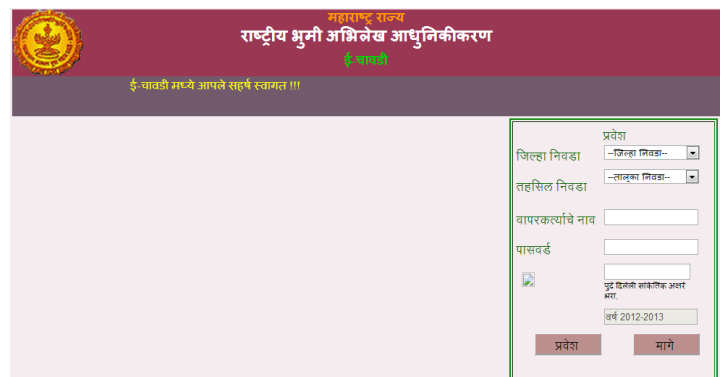 महाराष्ट्र राज्य
राष्ट्रीय भुमी अभिलेख आधुनिकीकरण
ई-चावडी
ई-चावडी मध्ये आपले सहर्ष स्वागत !!!
प्रवेश
जिल्हा निवडा --जिल्हा निवडा--
तहसिल निवडा --तालुका निवडा--
वापरकर्त्याचे नाव
पासवर्ड
पुढे दिलेली सांकेतिक अक्षरे
भरा.
वर्ष 2012-2013
प्रवेश मागे